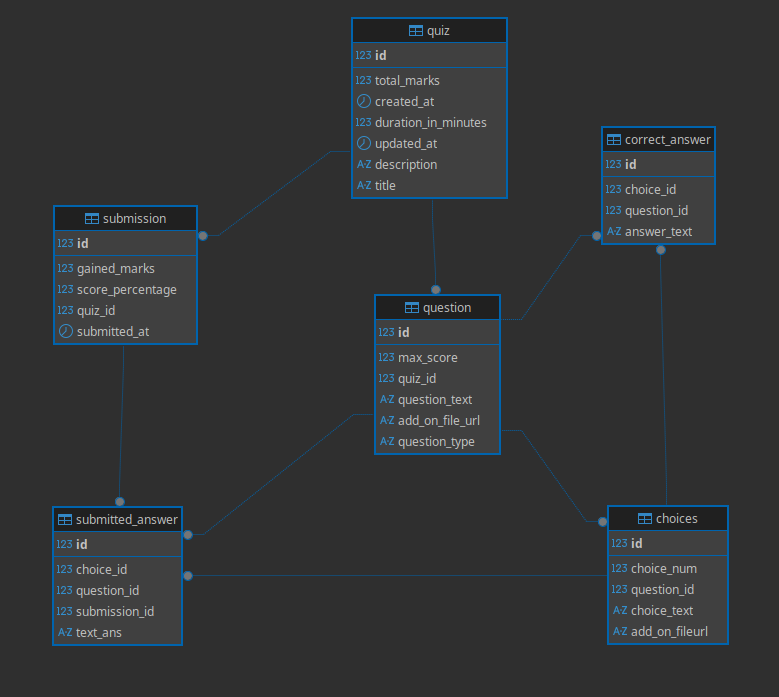 quiz
123 id
123 total_marks
created_at
123 duration_in_minutes
updated_at
A-Z description
A-Z title
correct_answer
123 id
123 choice_id
123 question_id
A-Z answer_text
submission
123 id
123 gained_marks
123 score_percentage
123 quiz_id
submitted_at
question
123 id
123 max_score
123 quiz_id
A-Z question_text
A-Z add_on_file_url
A-Z question_type
submitted_answer
123 id
123 choice_id
123 question_id
123 submission_id
A-Z text_ans
choices
123 id
123 choice_num
123 question_id
A-Z choice_text
A-Z add_on_fileurl